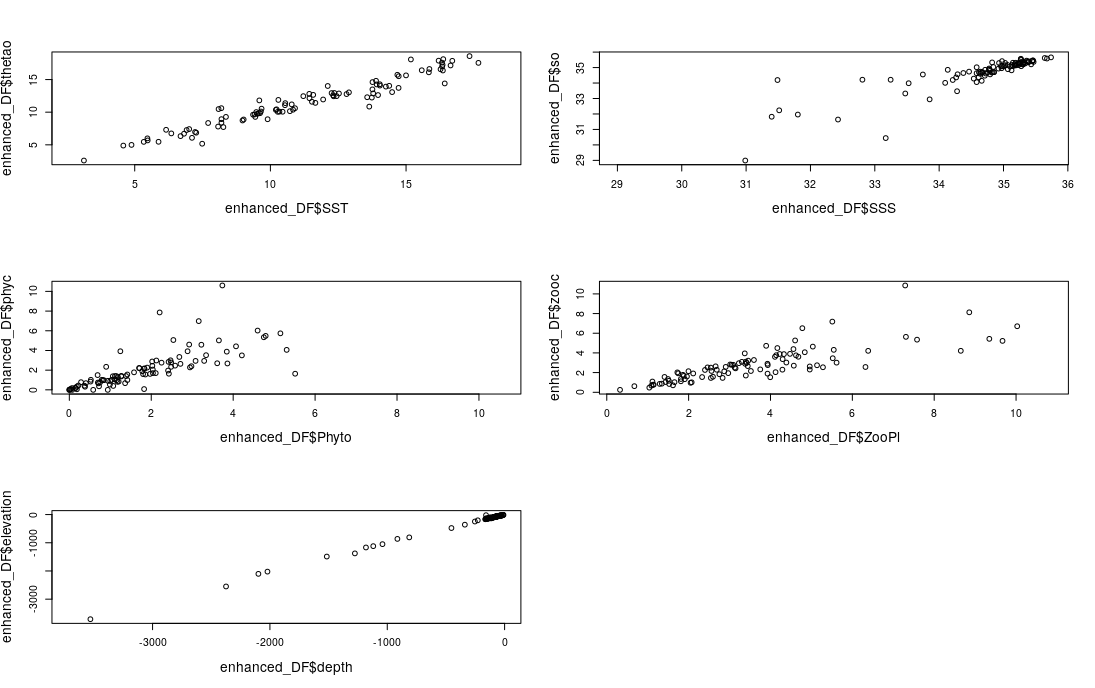 enhanced_DF$thetao
5 10 15
5 10 15
enhanced_DF$SST
enhanced_DF$so
29 31 33 35
29 30 31 32 33 34 35 36
enhanced_DF$SSS
enhanced_DF$phyc
0 2 4 6 8 10
0 2 4 6 8 10
enhanced_DF$Phyto
enhanced_DF$zooc
0 2 4 6 8 10
0 2 4 6 8 10
enhanced_DF$ZooPl
enhanced_DF$elevation
-3000 -1000 0
-3000 -2000 -1000 0
enhanced_DF$depth